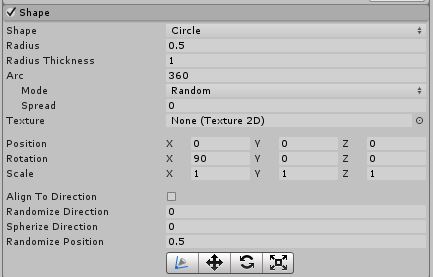 Shape
Shape Circle
Radius 0.5
Radius Thickness 1
Arc 360
Mode Random
Spread 0
Texture None (Texture 2D)
Position X 0 Y 0 Z 0
Rotation X 90 Y 0 Z 0
Scale X 1 Y 1 Z 1
Align To Direction
Randomize Direction 0
Spherize Direction 0
Randomize Position 0.5